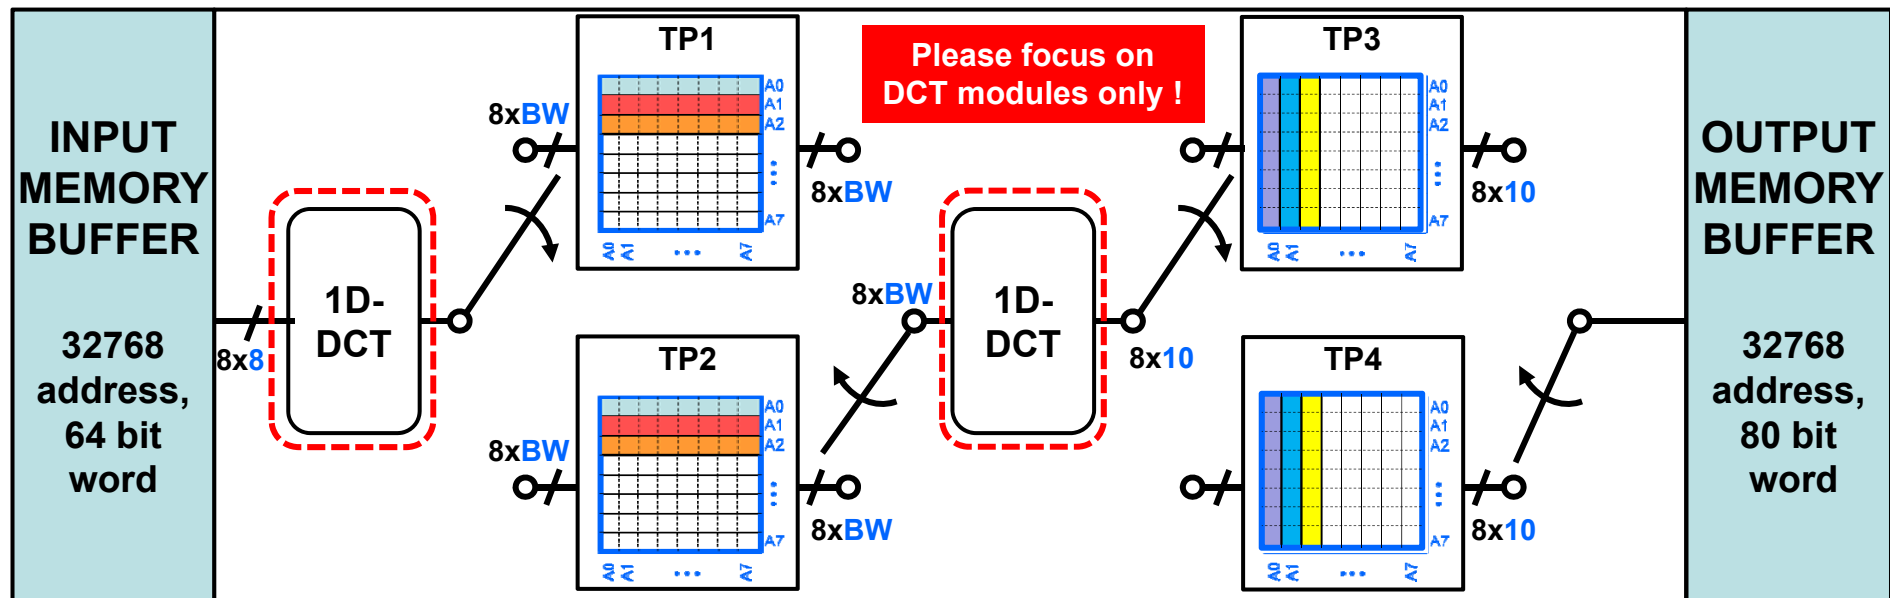 INPUT
MEMORY
BUFFER
32768
address,
64 bit
word
8x8
1D-
DCT
TP1
8xBW
A0
A1
A2
...
A7
A0
A1
...
A7
8xBW
TP2
8xBW
A0
A1
A2
...
A7
A0
A1
...
A7
8xBW
Please focus on
DCT modules only !
8xBW
1D-
DCT
8x10
TP3
A0
A1
A2
...
A7
A0
A1
...
A7
8x10
TP4
A0
A1
A2
...
A7
A0
A1
...
A7
8x10
OUTPUT
MEMORY
BUFFER
32768
address,
80 bit
word